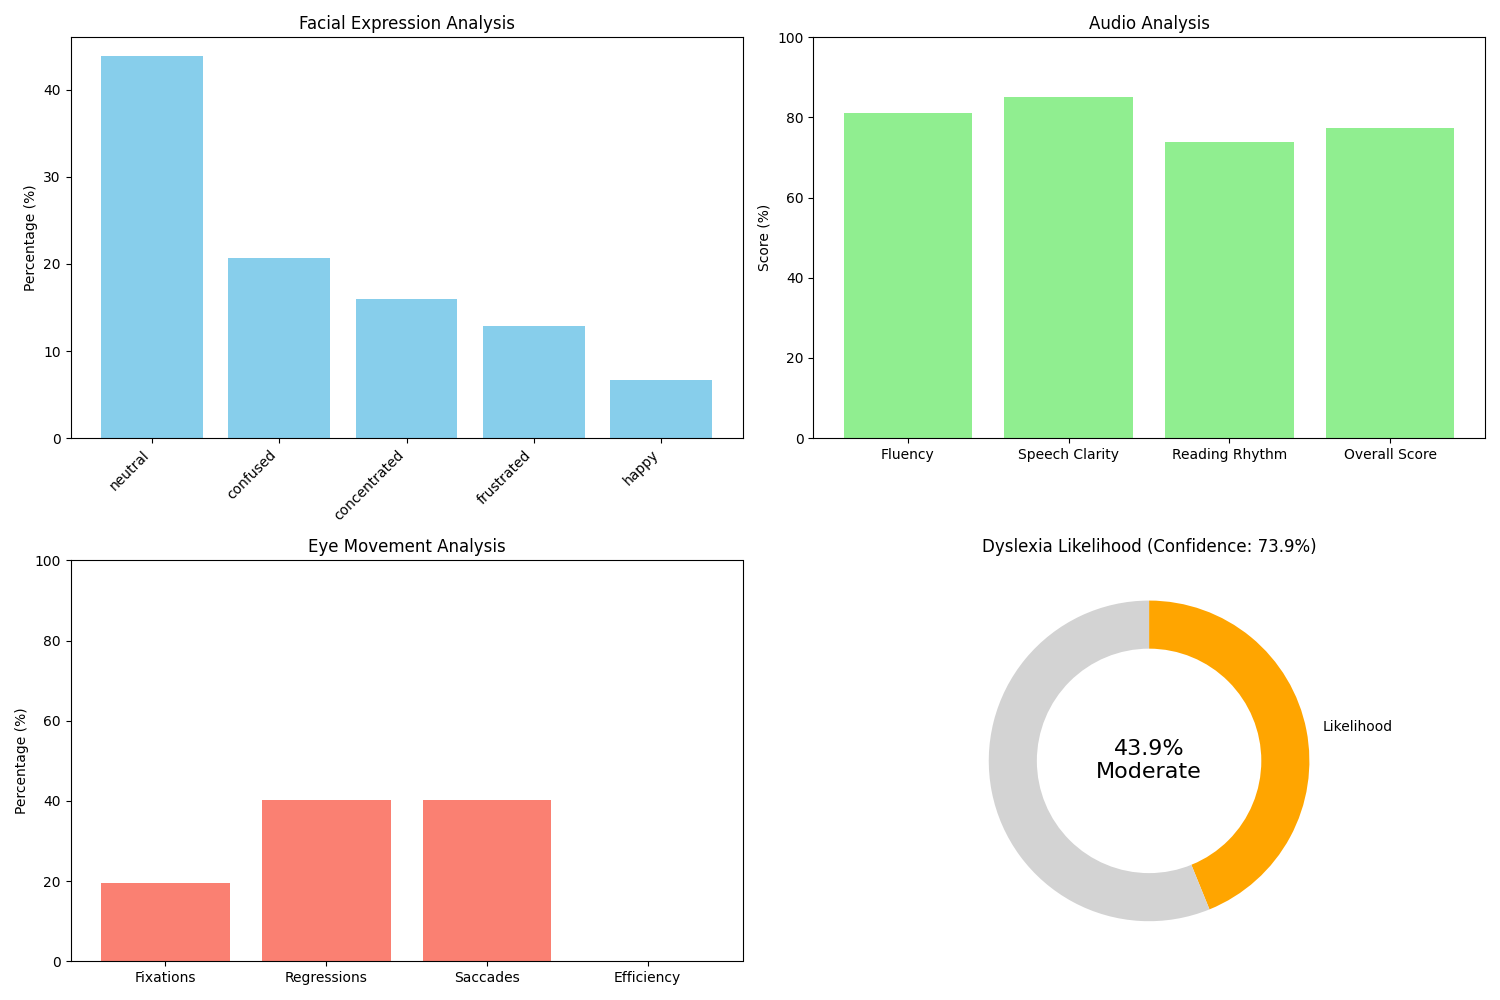 Facial Expression Analysis
Percentage (%)
40
30
20
10
0
neutral
confused
concentrated
frustrated
happy
Audio Analysis
Score (%)
100
80
60
40
20
0
Fluency
Speech Clarity
Reading Rhythm
Overall Score
Eye Movement Analysis
Percentage (%)
100
80
60
40
20
0
Fixations
Regressions
Saccades
Efficiency
Dyslexia Likelihood (Confidence: 73.9%)
43.9%
Moderate
Likelihood